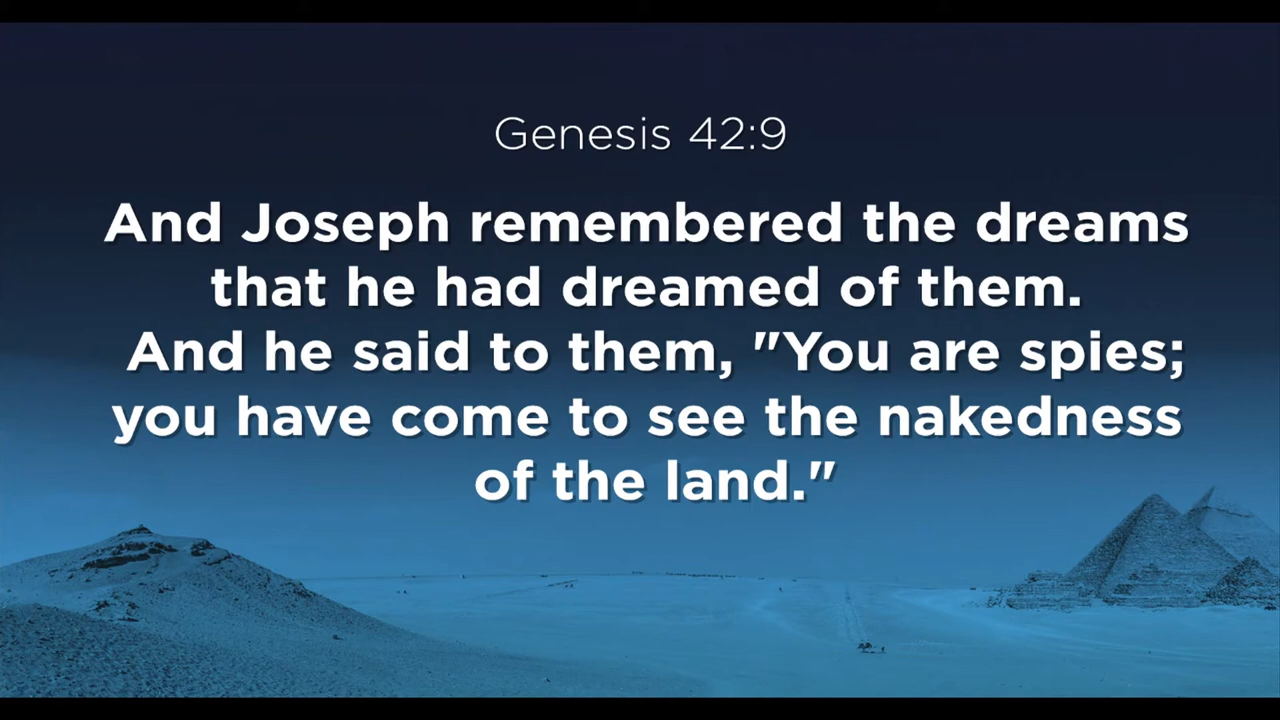 Genesis 42:9
And Joseph remembered the dreams
that he had dreamed of them.
And he said to them, "You are spies;
you have come to see the nakedness
of the land."